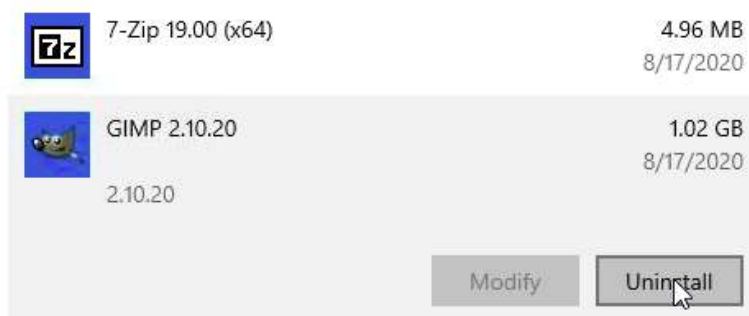 7z
7-Zip 19.00 (x64) 4.96 MB
8/17/2020
GIMP 2.10.20 1.02 GB
8/17/2020
2.10.20
Modify Uninstall